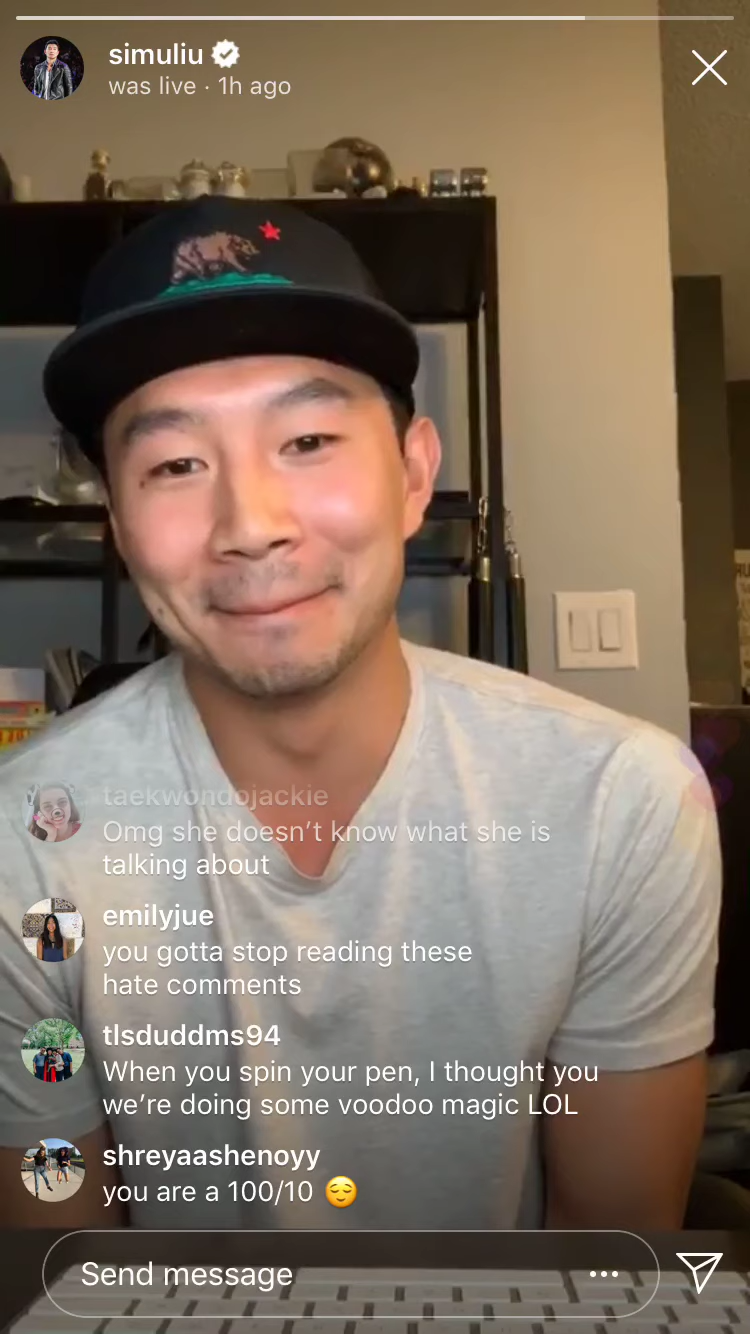 simuliu
was live · 1h ago
taekwondojackie
Omg she doesn’t know what she is
talking about
emilyjue
you gotta stop reading these
hate comments
tlsduddms94
When you spin your pen, I thought you
we’re doing some voodoo magic LOL
shreyaashenoyy
you are a 100/10 😌
Send message